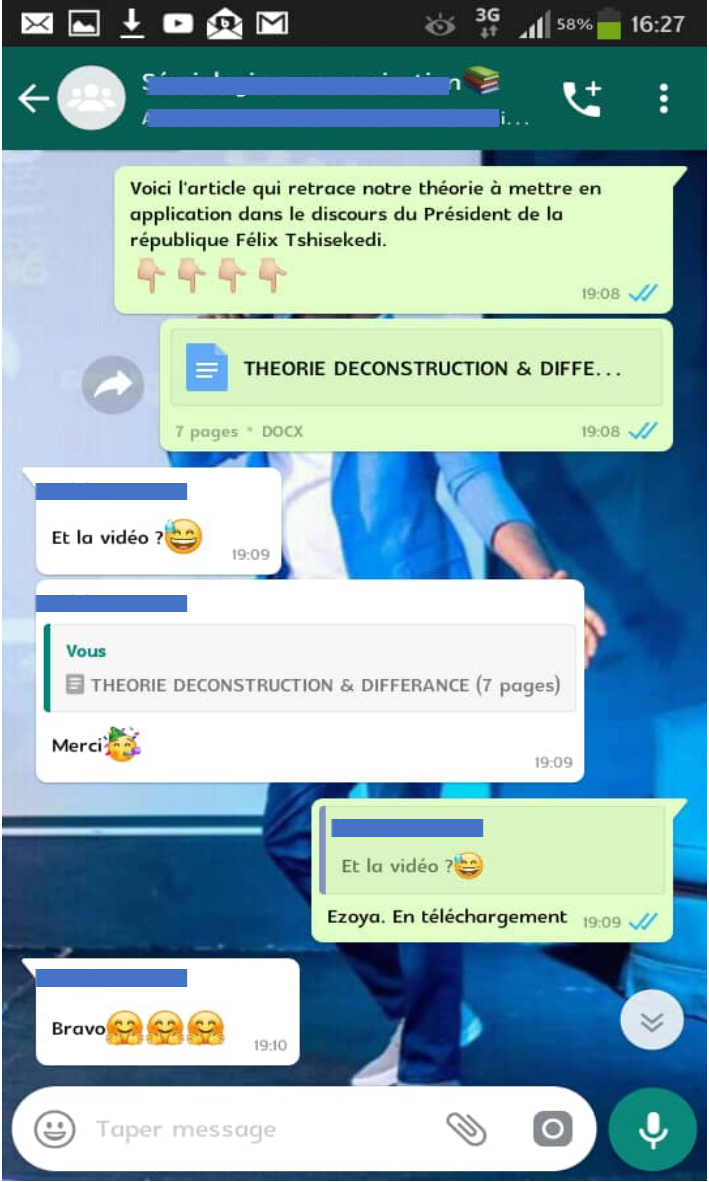 3G
58%
16:27
Voici l'article qui retrace notre théorie à mettre en
application dans le discours du Président de la
république Félix Tshisekedi.
👇🏻👇🏻👇🏻👇🏻
19:08
THEORIE DECONSTRUCTION & DIFFE...
7 pages • DOCX
19:08
Et la vidéo ?😅
19:09
Vous
THEORIE DECONSTRUCTION & DIFFERANCE (7 pages)
Merci🥳
19:09
Et la vidéo ?😅
Ezoya. En téléchargement
19:09
Bravo🤗🤗🤗
19:10
Taper message